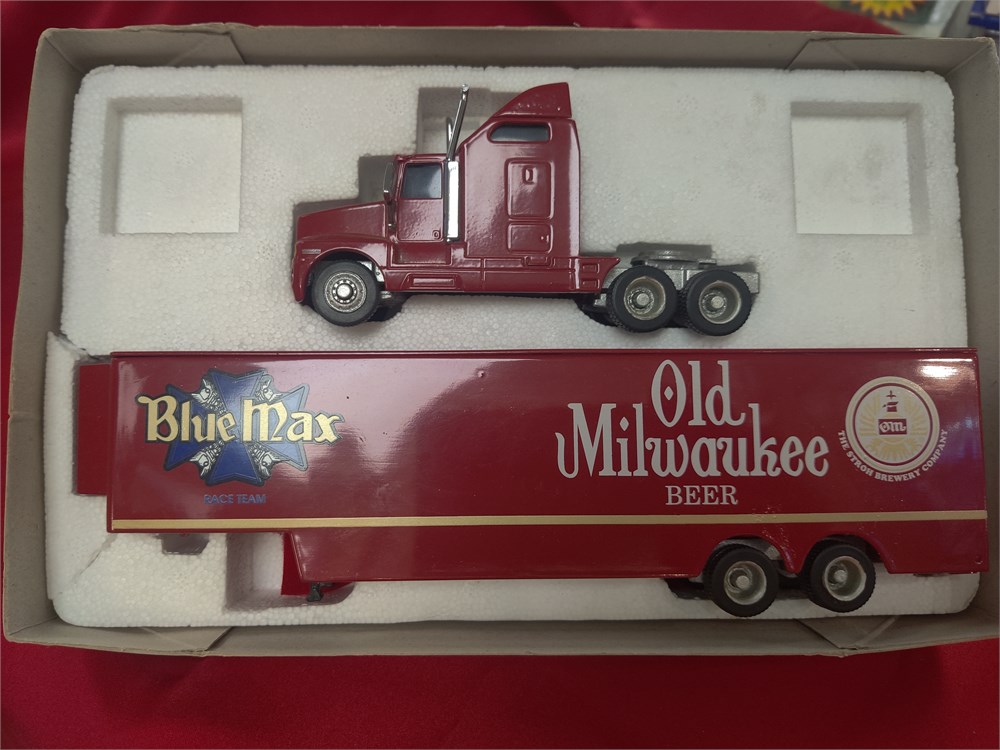 Blue Max
RACE TEAM
Old
Milwaukee
BEER
OM
THE STROH BREWERY COMPANY